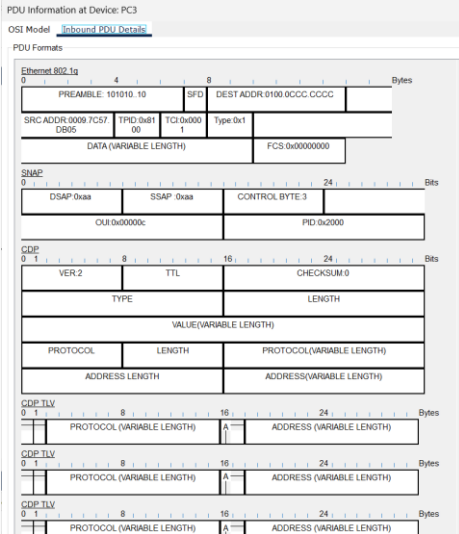 PDU Information at Device: PC3
OSI Model Inbound PDU Details
PDU Formats
Ethernet 802.1q
0 4 8 Bytes
PREAMBLE: 101010..10 SFD DEST ADDR:0100.0CCC.CCCC
SRC ADDR:0009.7C57.DB05 TPID:0x8100 TCI:0x0001 Type:0x1
DATA (VARIABLE LENGTH) FCS:0x00000000
SNAP
0 24 Bits
DSAP:0xaa SSAP :0xaa CONTROL BYTE:3
OUI:0x00000c PID:0x2000
CDP
0 1 8 16 24 Bits
VER:2 TTL CHECKSUM:0
TYPE LENGTH
VALUE(VARIABLE LENGTH)
PROTOCOL LENGTH PROTOCOL(VARIABLE LENGTH)
ADDRESS LENGTH ADDRESS(VARIABLE LENGTH)
CDP TLV
0 1 8 16 24 Bytes
PROTOCOL (VARIABLE LENGTH) A ADDRESS (VARIABLE LENGTH)
CDP TLV
0 1 8 16 24 Bytes
PROTOCOL (VARIABLE LENGTH) A ADDRESS (VARIABLE LENGTH)
CDP TLV
0 1 8 16 24 Bytes
PROTOCOL (VARIABLE LENGTH) A ADDRESS (VARIABLE LENGTH)